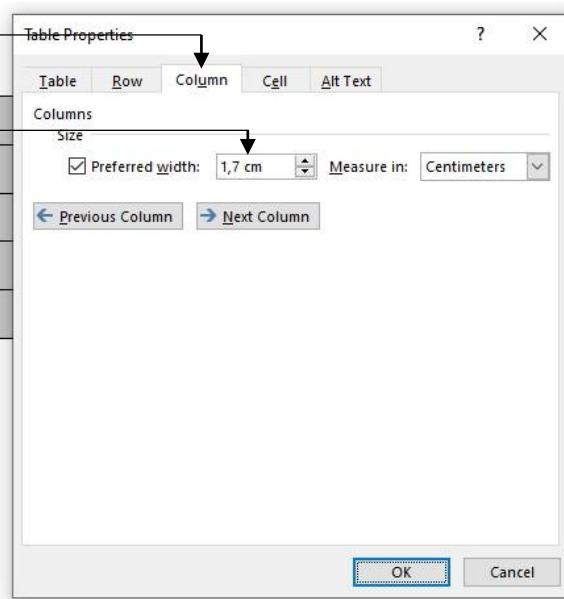 Table Properties ?
Table Row Column Cell Alt Text
Columns
Size
Preferred width: 1,7 cm Measure in: Centimeters
Previous Column Next Column
OK Cancel